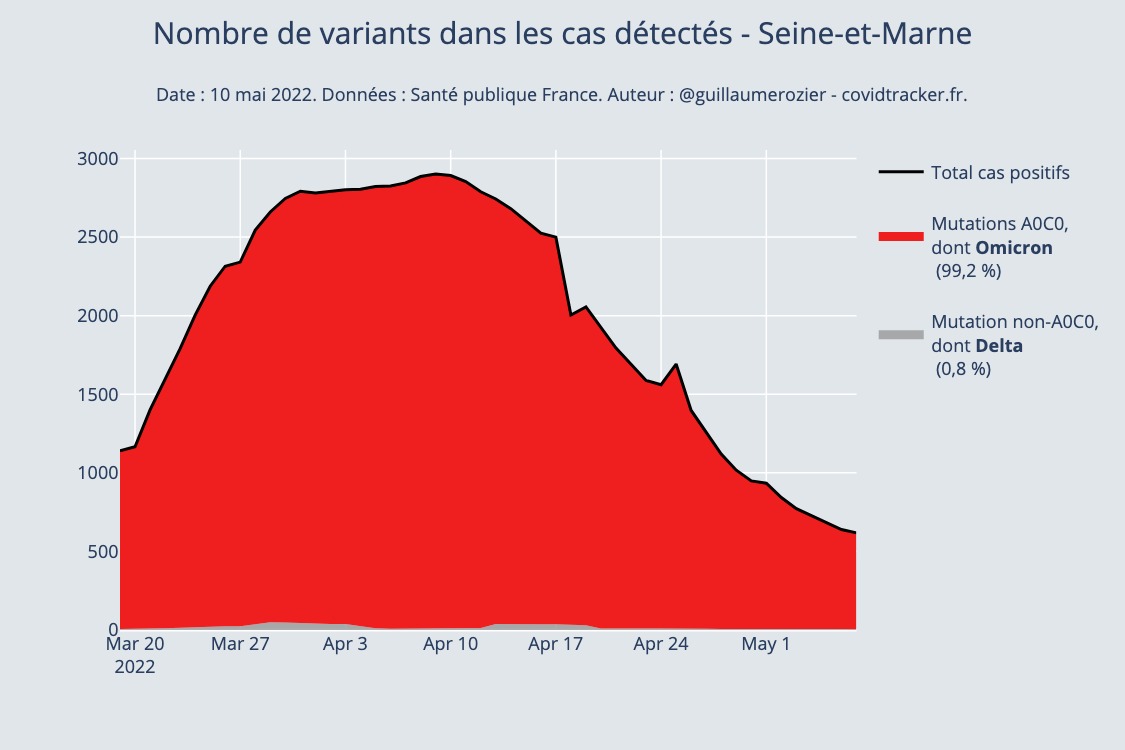 Nombre de variants dans les cas détectés - Seine-et-Marne
Date : 10 mai 2022. Données : Santé publique France. Auteur : @guillaumerozier - covidtracker.fr.
3000
2500
2000
1500
1000
500
0
Mar 20
2022
Mar 27
Apr 3
Apr 10
Apr 17
Apr 24
May 1
Total cas positifs
Mutations A0C0,
dont Omicron
(99,2 %)
Mutation non-A0C0,
dont Delta
(0,8 %)